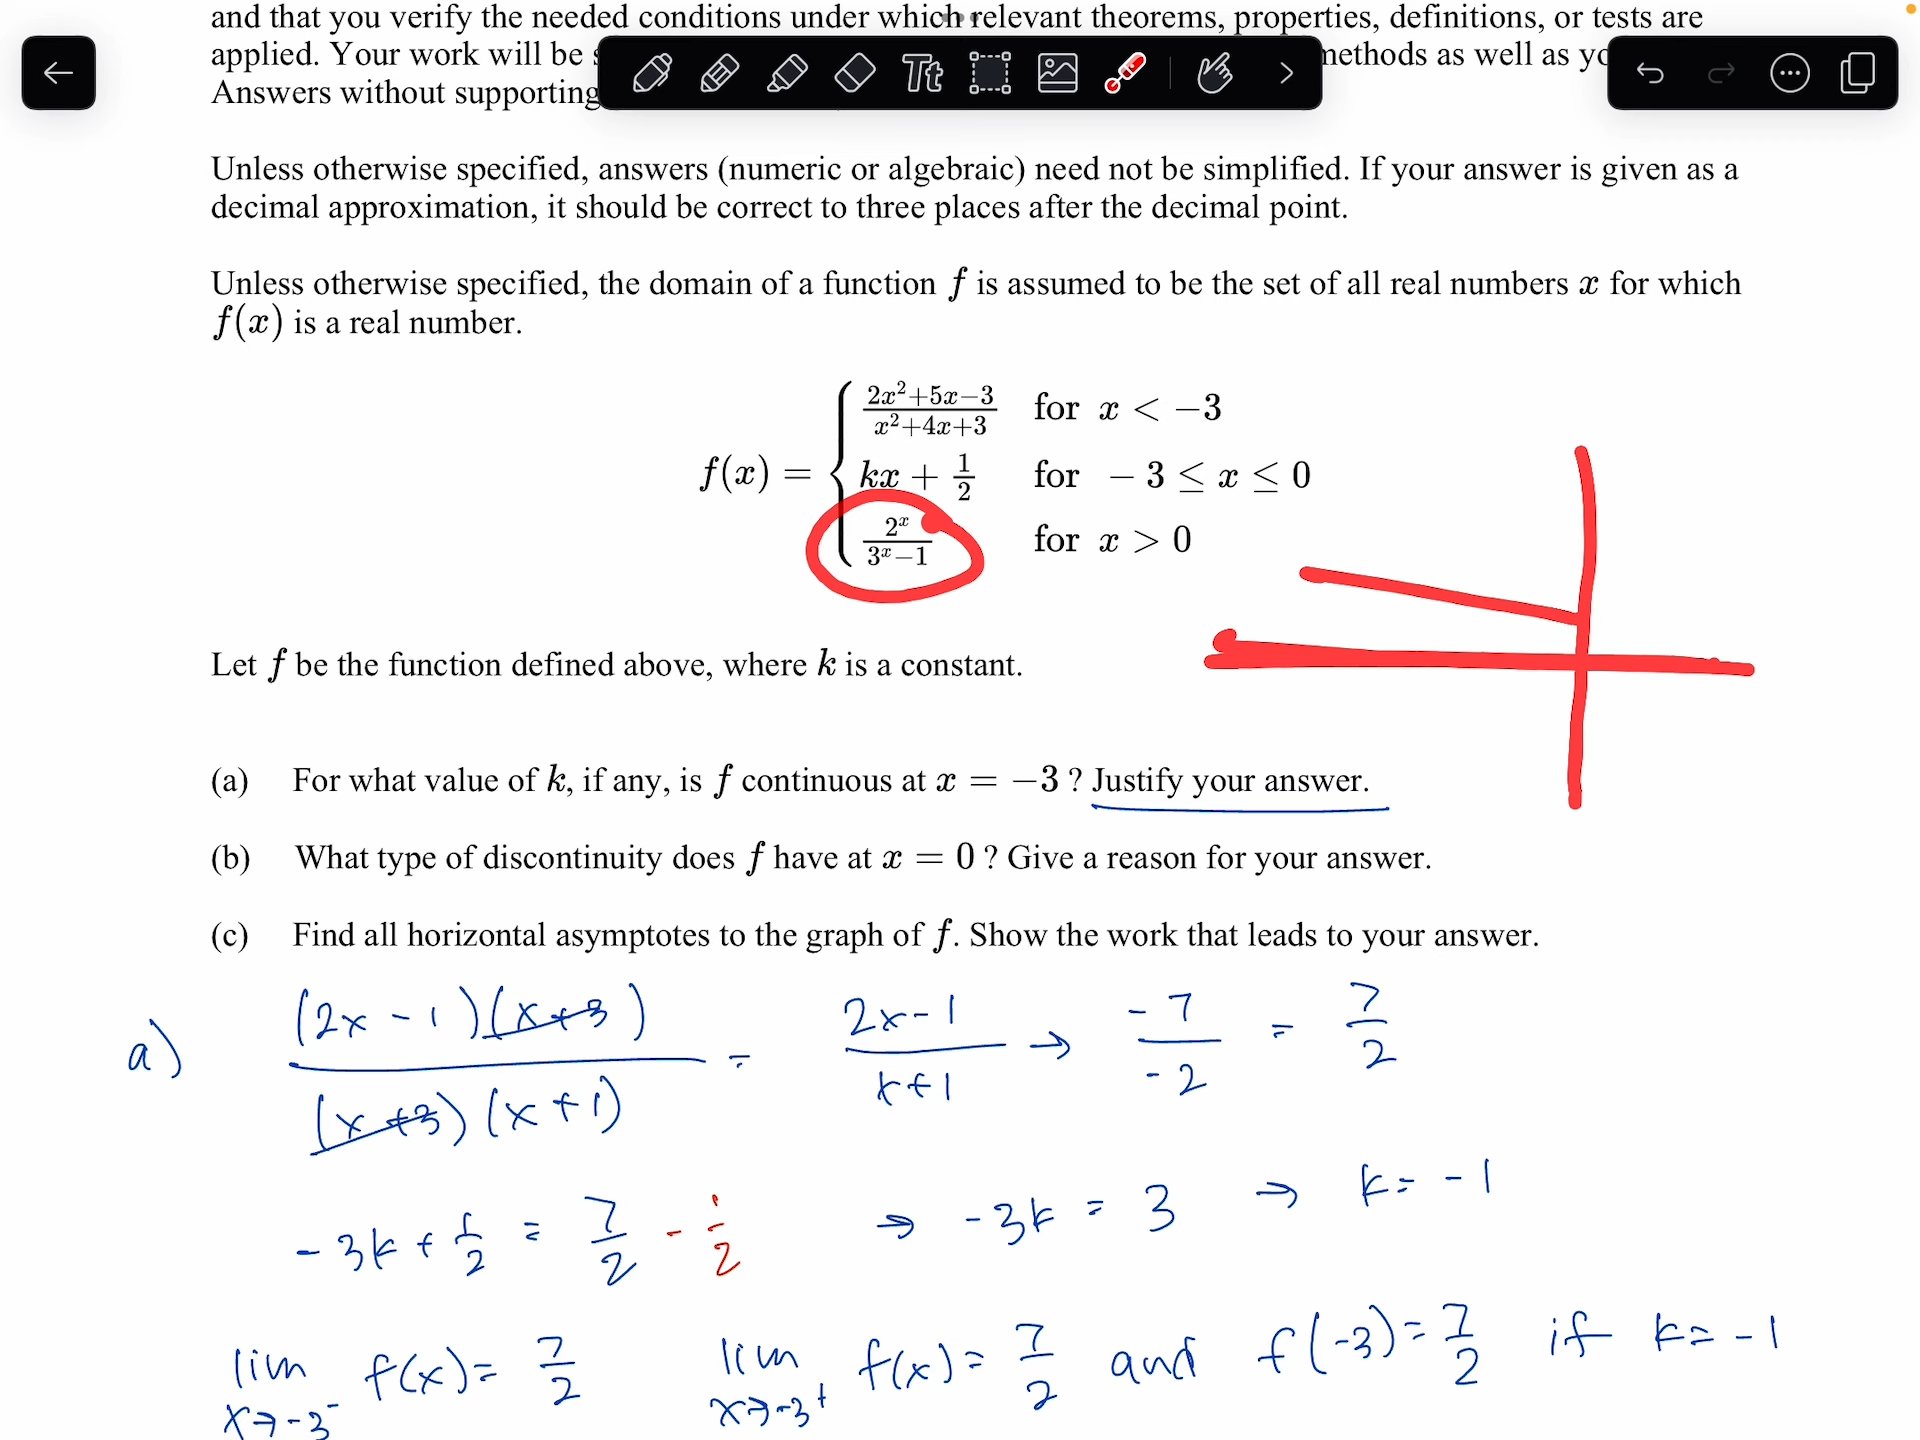 and that you verify the needed conditions under which relevant theorems, properties, definitions, or tests are
applied. Your work will be methods as well as
Answers without supporting
Tt
Unless otherwise specified, answers (numeric or algebraic) need not be simplified. If your answer is given as a
decimal approximation, it should be correct to three places after the decimal point.
Unless otherwise specified, the domain of a function f is assumed to be the set of all real numbers x for which
f(x) is a real number.
f(x) = { (2x²+5x−3)/(x²+4x+3) for x < −3
kx + 1/2 for − 3 ≤ x ≤ 0
2ˣ/(3ˣ−1) for x > 0
Let f be the function defined above, where k is a constant.
(a) For what value of k, if any, is f continuous at x = −3 ? Justify your answer.
(b) What type of discontinuity does f have at x = 0 ? Give a reason for your answer.
(c) Find all horizontal asymptotes to the graph of f. Show the work that leads to your answer.
a) (2x - 1)(x+3)/(x+3)(x+1) = (2x-1)/(x+1) → -7/-2 = 7/2
-3k + 1/2 = 7/2 - 1/2 → -3k = 3 → k = -1
lim x→-3⁻ f(x) = 7/2 lim x→-3⁺ f(x) = 7/2 and f(-3) = 7/2 if k = -1